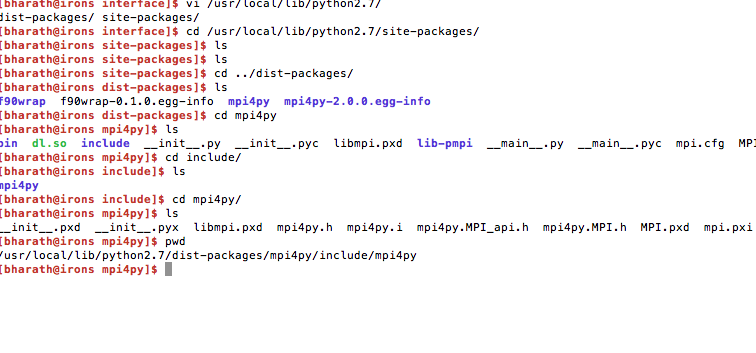 [bharath@irons interface]$ vi /usr/local/lib/python2.7/
dist-packages/ site-packages/
[bharath@irons interface]$ cd /usr/local/lib/python2.7/site-packages/
[bharath@irons site-packages]$ ls
[bharath@irons site-packages]$ ls
[bharath@irons site-packages]$ cd ../dist-packages/
[bharath@irons dist-packages]$ ls
f90wrap f90wrap-0.1.0.egg-info mpi4py mpi4py-2.0.0.egg-info
[bharath@irons dist-packages]$ cd mpi4py
[bharath@irons mpi4py]$ ls
bin dl.so include __init__.py __init__.pyc libmpi.pxd lib-pmpi __main__.py __main__.pyc mpi.cfg MPI
[bharath@irons mpi4py]$ cd include/
[bharath@irons include]$ ls
mpi4py
[bharath@irons include]$ cd mpi4py/
[bharath@irons mpi4py]$ ls
__init__.pxd __init__.pyx libmpi.pxd mpi4py.h mpi4py.i mpi4py.MPI_api.h mpi4py.MPI.h MPI.pxd mpi.pxi
[bharath@irons mpi4py]$ pwd
/usr/local/lib/python2.7/dist-packages/mpi4py/include/mpi4py
[bharath@irons mpi4py]$